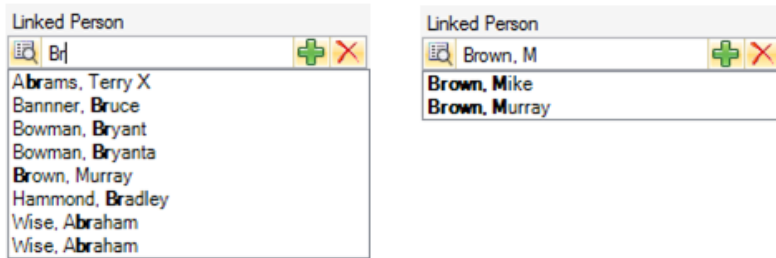 Linked Person
Br
Abrams, Terry X
Bannner, Bruce
Bowman, Bryant
Bowman, Bryanta
Brown, Murray
Hammond, Bradley
Wise, Abraham
Wise, Abraham
Linked Person
Brown, M
Brown, Mike
Brown, Murray